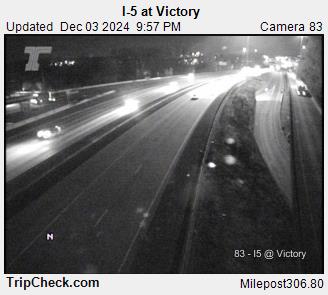 I-5 at Victory
Updated Dec 03 2024 9:57 PM Camera 83
T
N
83 - I5 @ Victory
TripCheck.com Milepost306.80